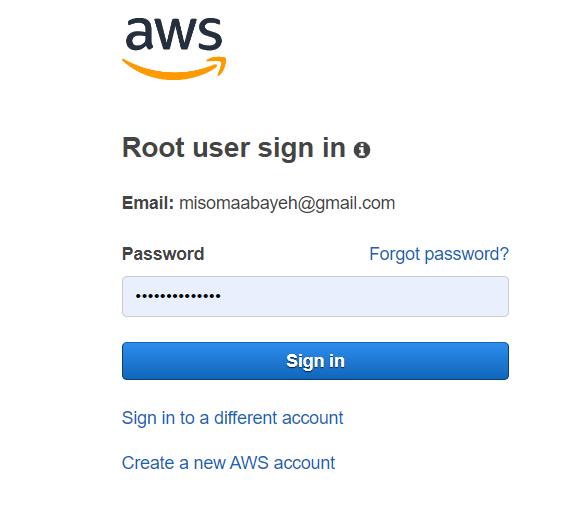 aws
Root user sign in
Email: misomaabayeh@gmail.com
Password Forgot password?
••••••••••••••
Sign in
Sign in to a different account
Create a new AWS account